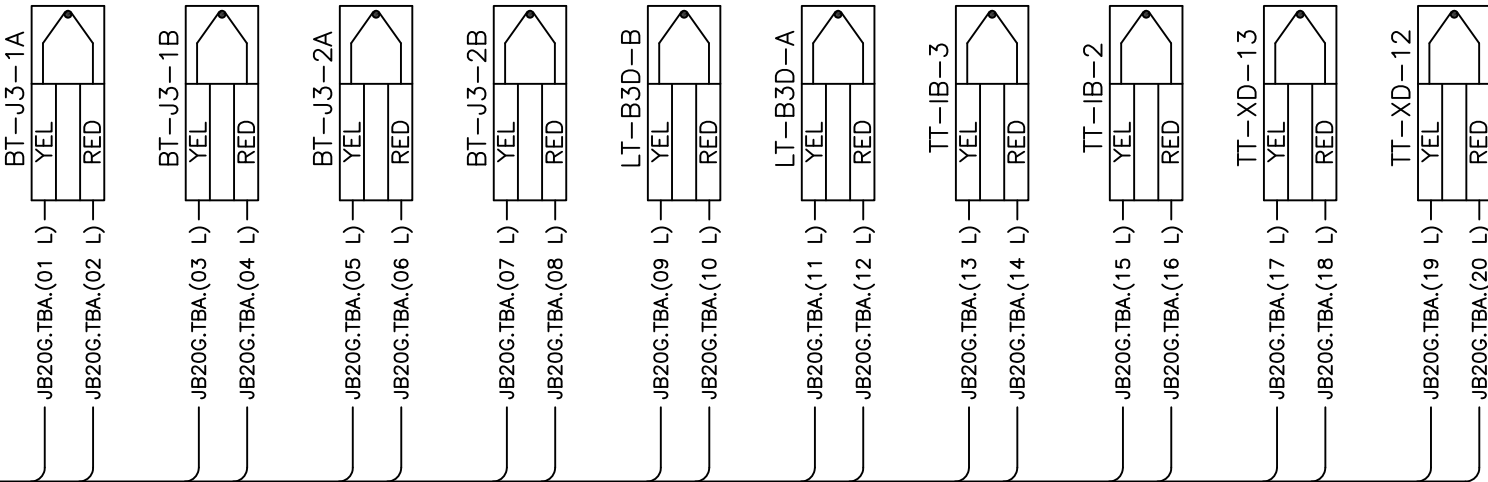 BT-J3-1A
YEL
RED
JB20G.TBA.(01 L)
JB20G.TBA.(02 L)
BT-J3-1B
YEL
RED
JB20G.TBA.(03 L)
JB20G.TBA.(04 L)
BT-J3-2A
YEL
RED
JB20G.TBA.(05 L)
JB20G.TBA.(06 L)
BT-J3-2B
YEL
RED
JB20G.TBA.(07 L)
JB20G.TBA.(08 L)
LT-B3D-B
YEL
RED
JB20G.TBA.(09 L)
JB20G.TBA.(10 L)
LT-B3D-A
YEL
RED
JB20G.TBA.(11 L)
JB20G.TBA.(12 L)
TT-IB-3
YEL
RED
JB20G.TBA.(13 L)
JB20G.TBA.(14 L)
TT-IB-2
YEL
RED
JB20G.TBA.(15 L)
JB20G.TBA.(16 L)
TT-XD-13
YEL
RED
JB20G.TBA.(17 L)
JB20G.TBA.(18 L)
TT-XD-12
YEL
RED
JB20G.TBA.(19 L)
JB20G.TBA.(20 L)